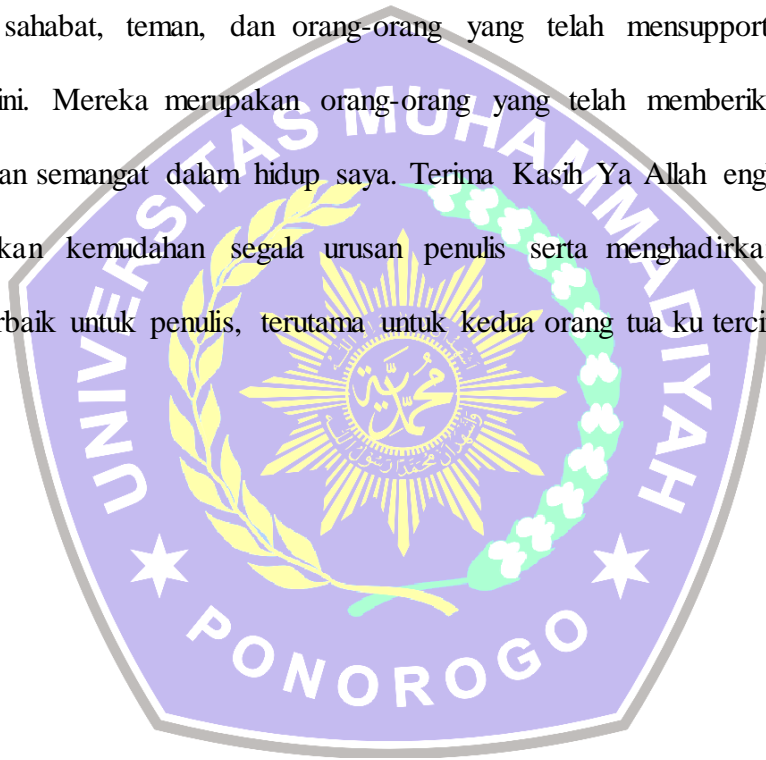 sahabat, teman, dan orang-orang yang telah mensupport
ini. Mereka merupakan orang-orang yang telah memberik
an semangat dalam hidup saya. Terima Kasih Ya Allah eng
kan kemudahan segala urusan penulis serta menghadirka
rbaik untuk penulis, terutama untuk kedua orang tua ku terci
UNIVERSITAS MUHAMMADIYAH
محمدية
PONOROGO